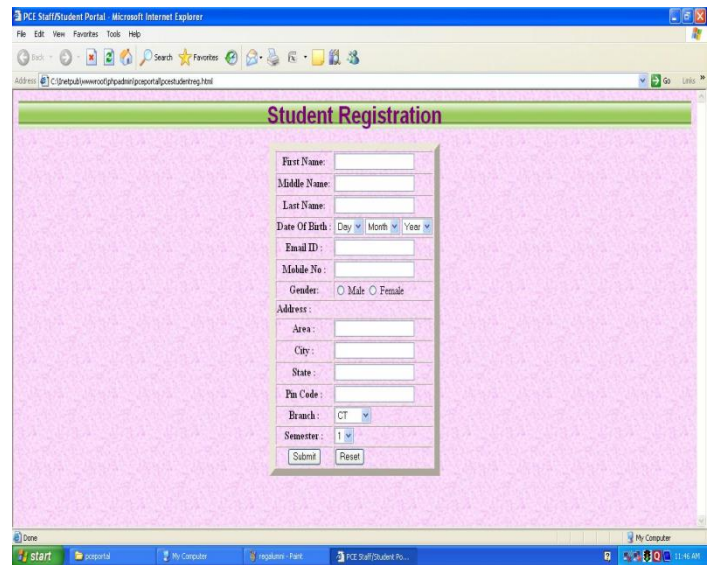 PCE Staff/Student Portal - Microsoft Internet Explorer
File Edit View Favorites Tools Help
Back Search Favorites
Address C:\Inetpub\wwwroot\phpadmin\pceportal\pcestudentreg.html Go Links »
Student Registration
First Name:
Middle Name:
Last Name:
Date Of Birth : Day Month Year
Email ID :
Mobile No :
Gender: Male Female
Address :
Area :
City :
State :
Pin Code :
Branch : CT
Semester : 1
Submit Reset
Done My Computer
start pceportal My Computer regalumni - Paint PCE Staff/Student Po... 11:46 AM